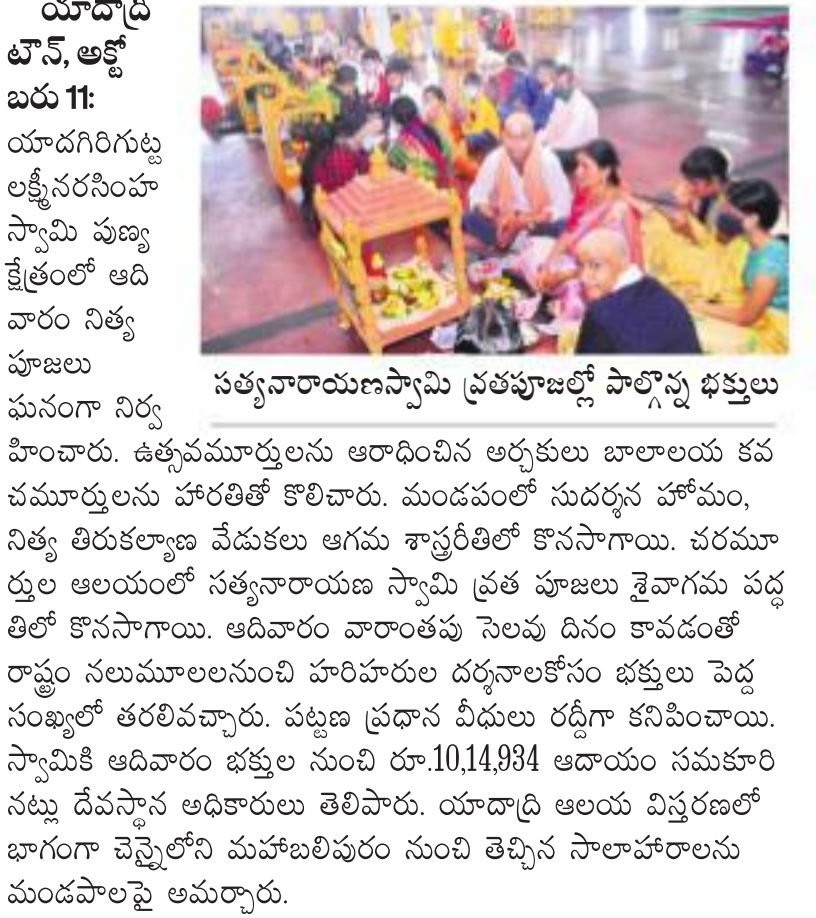 యాదాద్రి
టౌన్, అక్టో
బరు 11:
యాదగిరిగుట్ట
లక్ష్మీనరసింహ
స్వామి పుణ్య
క్షేత్రంలో ఆది
వారం నిత్య
పూజలు
ఘనంగా నిర్వ
హించారు. ఉత్సవమూర్తులను ఆరాధించిన అర్చకులు బాలాలయ కవ
చమూర్తులను హారతితో కొలిచారు. మండపంలో సుదర్శన హోమం,
నిత్య తిరుకల్యాణ వేడుకలు ఆగమ శాస్త్రరీతిలో కొనసాగాయి. చరమూ
ర్తుల ఆలయంలో సత్యనారాయణ స్వామి వ్రత పూజలు శైవాగమ పద్ధ
తిలో కొనసాగాయి. ఆదివారం వారాంతపు సెలవు దినం కావడంతో
రాష్ట్రం నలుమూలలనుంచి హరిహరుల దర్శనాలకోసం భక్తులు పెద్ద
సంఖ్యలో తరలివచ్చారు. పట్టణ ప్రధాన వీధులు రద్దీగా కనిపించాయి.
స్వామికి ఆదివారం భక్తుల నుంచి రూ.10,14,934 ఆదాయం సమకూరి
నట్లు దేవస్థాన అధికారులు తెలిపారు. యాదాద్రి ఆలయ విస్తరణలో
భాగంగా చెన్నైలోని మహాబలిపురం నుంచి తెచ్చిన సాలాహారాలను
మండపాలపై అమర్చారు.
సత్యనారాయణస్వామి వ్రతపూజల్లో పాల్గొన్న భక్తులు